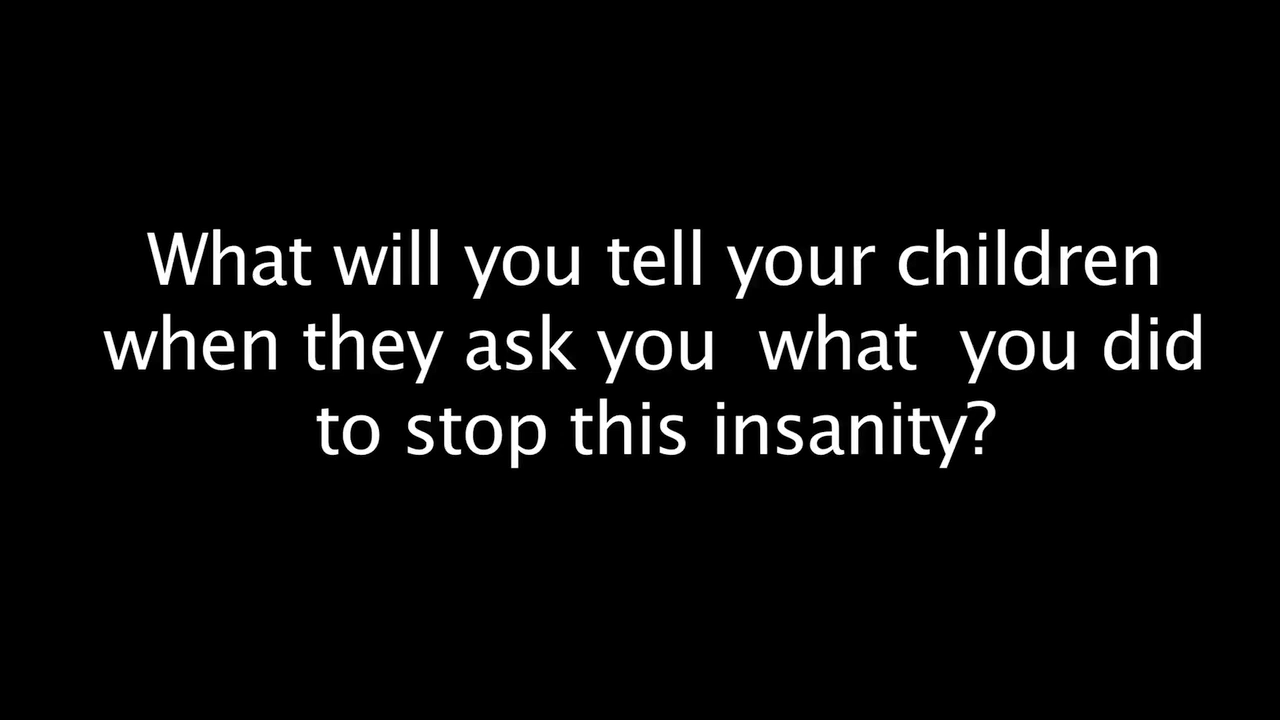 What will you tell your children
when they ask you  what  you did
to stop this insanity?